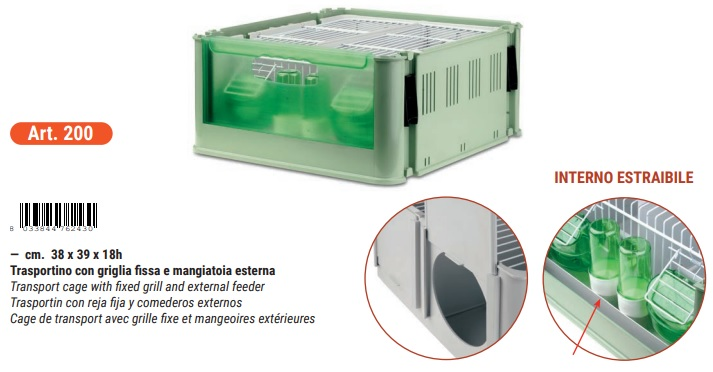 Art. 200
INTERNO ESTRAIBILE
8 033844 762430
– cm. 38 x 39 x 18h
Trasportino con griglia fissa e mangiatoia esterna
Transport cage with fixed grill and external feeder
Trasportin con reja fija y comederos externos
Cage de transport avec grille fixe et mangeoires extérieures